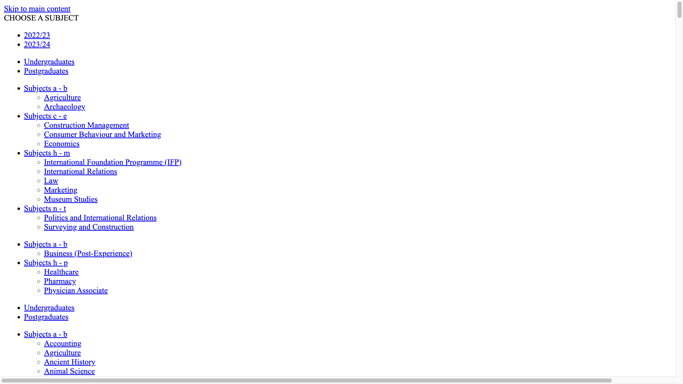 Skip to main content
CHOOSE A SUBJECT
2022/23
2023/24
Undergraduates
Postgraduates
Subjects a - b
Agriculture
Archaeology
Subjects c - e
Construction Management
Consumer Behaviour and Marketing
Economics
Subjects h - m
International Foundation Programme (IFP)
International Relations
Law
Marketing
Museum Studies
Subjects n - t
Politics and International Relations
Surveying and Construction
Subjects a - b
Business (Post-Experience)
Subjects h - p
Healthcare
Pharmacy
Physician Associate
Undergraduates
Postgraduates
Subjects a - b
Accounting
Agriculture
Ancient History
Animal Science